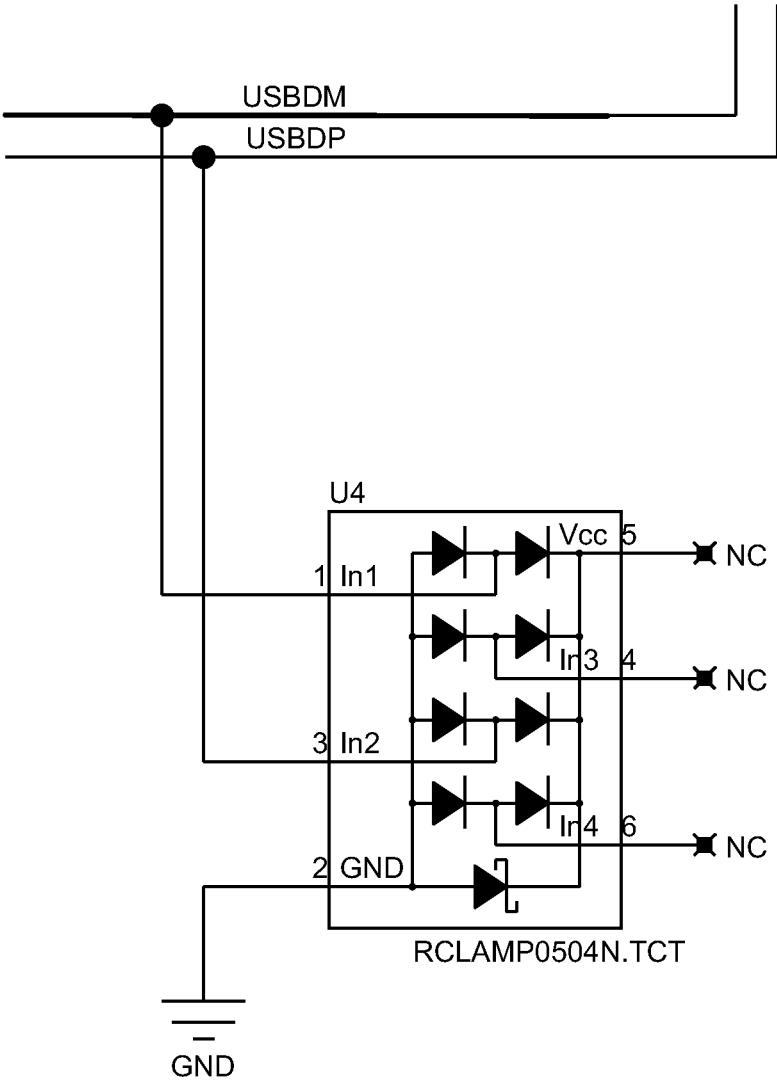 USBDM
USBDP
U4
Vcc 5
NC
1 In1
In3 4
NC
3 In2
In4 6
NC
2 GND
RCLAMP0504N.TCT
GND